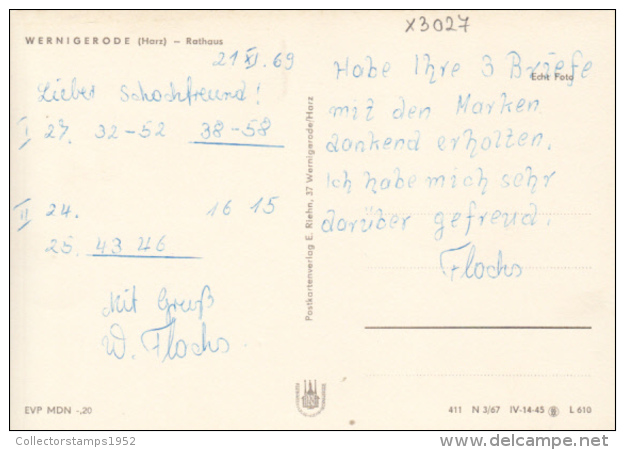 X3027
WERNIGERODE (Harz) – Rathaus
21 XI. 69
Liebes Schachfreund!
I 27. 32-52 38-58
II 24. 16 15
25. 43 46
Mit Gruß
W. Flachs
EVP MDN -,20
Postkartenverlag E. Riehn, 37 Wernigerode/Harz
Echt Foto
Habe Ihre 3 Briefe
mit den Marken
dankend erholten.
Ich habe mich sehr
darüber gefreud.
Flachs
411 N 3/67 IV-14-45 L 610
Collectorstamps1952
delcampe.net